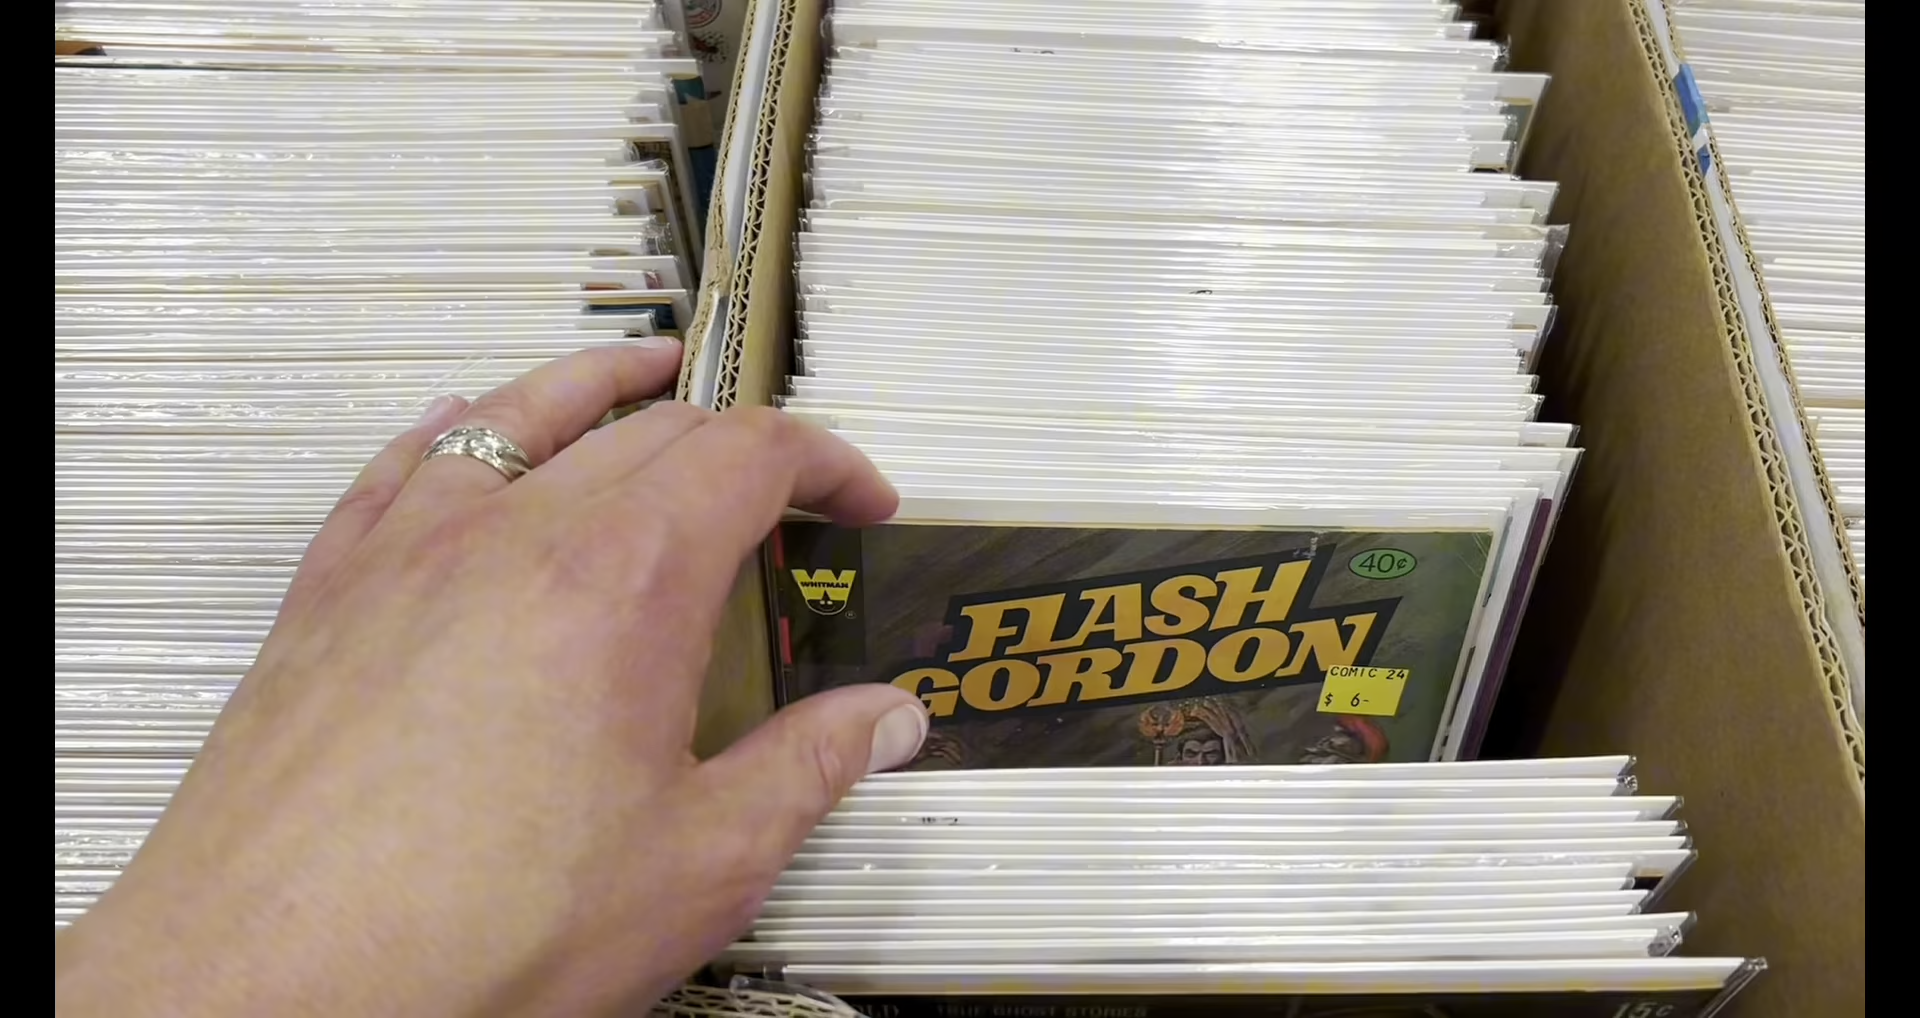 WHITMAN
®
40¢
FLASH
GORDON
COMIC 24
$ 6-
TRUE GHOST STORIES
15¢